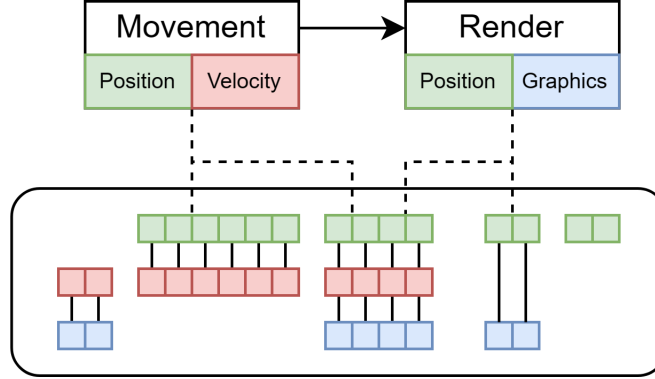 Movement
Render
Position
Velocity
Position
Graphics